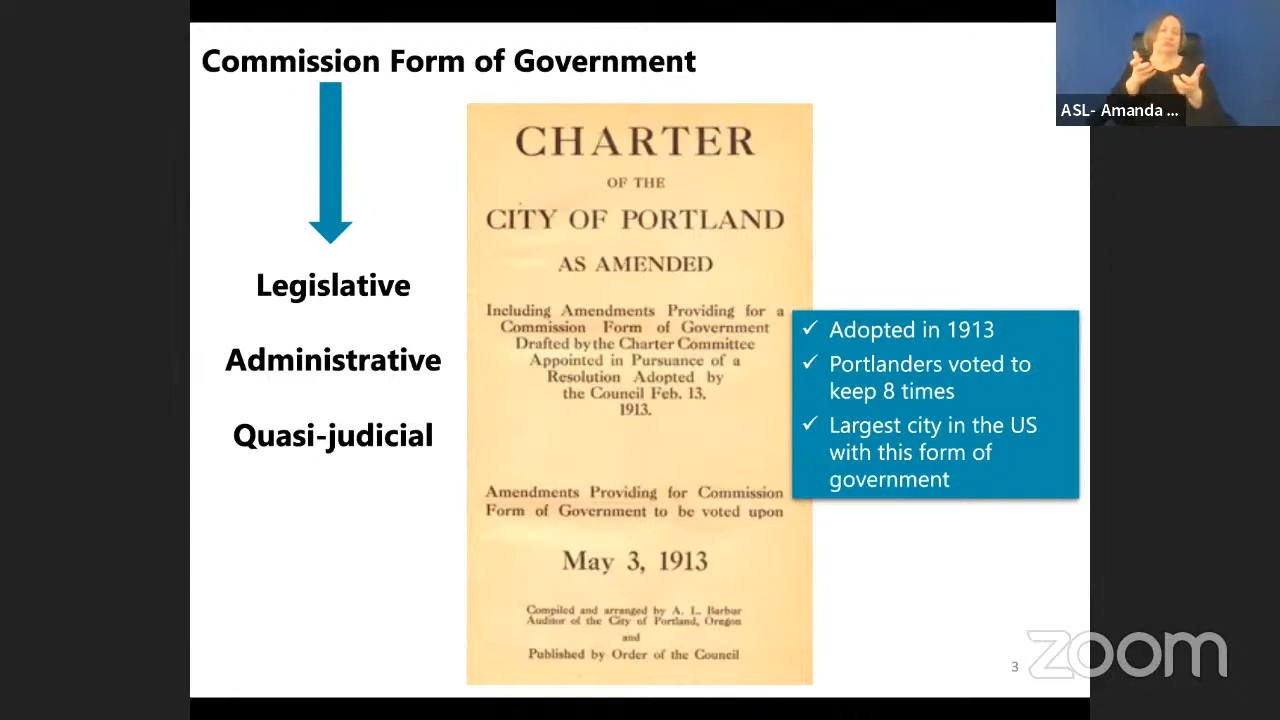 Commission Form of Government
Legislative
Administrative
Quasi-judicial
CHARTER
OF THE
CITY OF PORTLAND
AS AMENDED
Including Amendments Providing for a
Commission Form of Government
Drafted by the Charter Committee
Appointed in Pursuance of a
Resolution Adopted by
the Council Feb. 13,
1913.
Amendments Providing for Commission
Form of Government to be voted upon
May 3, 1913
Compiled and arranged by A. L. Barbur
Auditor of the City of Portland, Oregon
and
Published by Order of the Council
✓ Adopted in 1913
✓ Portlanders voted to
keep 8 times
✓ Largest city in the US
with this form of
government
ASL- Amanda ...
3
zoom